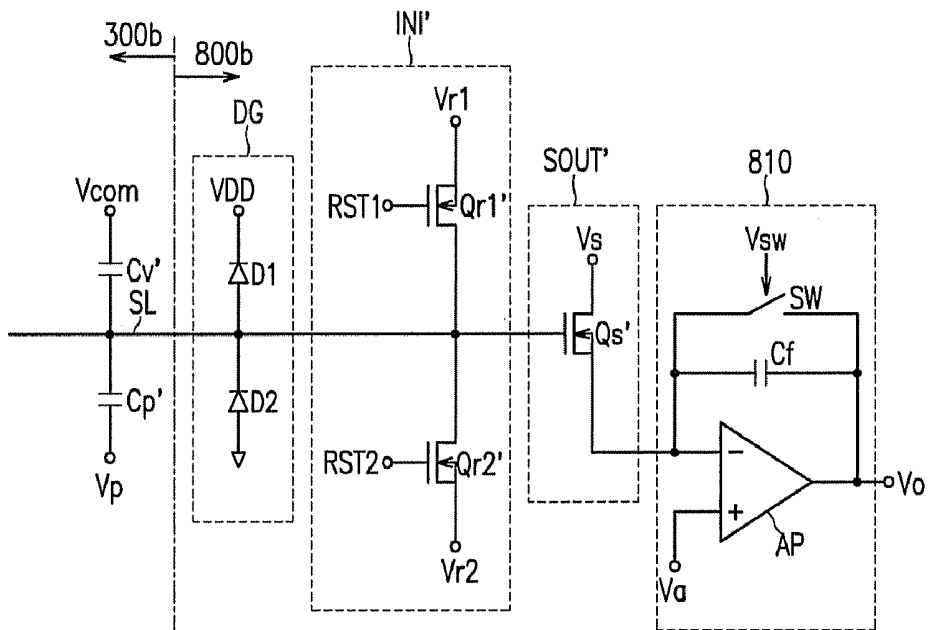 300b
800b
INI'
DG
Vr1
SOUT'
810
Vcom
VDD
RST1
Qr1'
Vs
Vsw
Cv'
D1
SW
SL
Qs'
Cf
Cp'
D2
RST2
Qr2'
Vp
−
Vo
+
AP
Vr2
Va